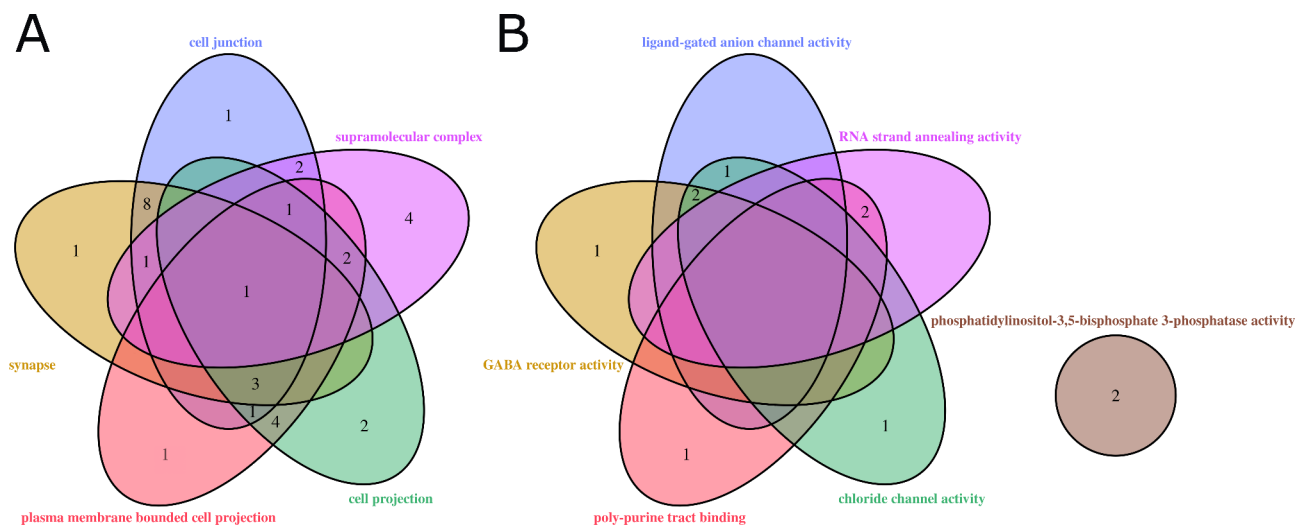 A
B
cell junction
ligand-gated anion channel activity
1
supramolecular complex
RNA strand annealing activity
2
1
8
1
4
2
2
1
1
2
1
1
phosphatidylinositol-3,5-bisphosphate 3-phosphatase activity
synapse
GABA receptor activity
3
2
1
4
2
1
1
1
cell projection
chloride channel activity
plasma membrane bounded cell projection
poly-purine tract binding